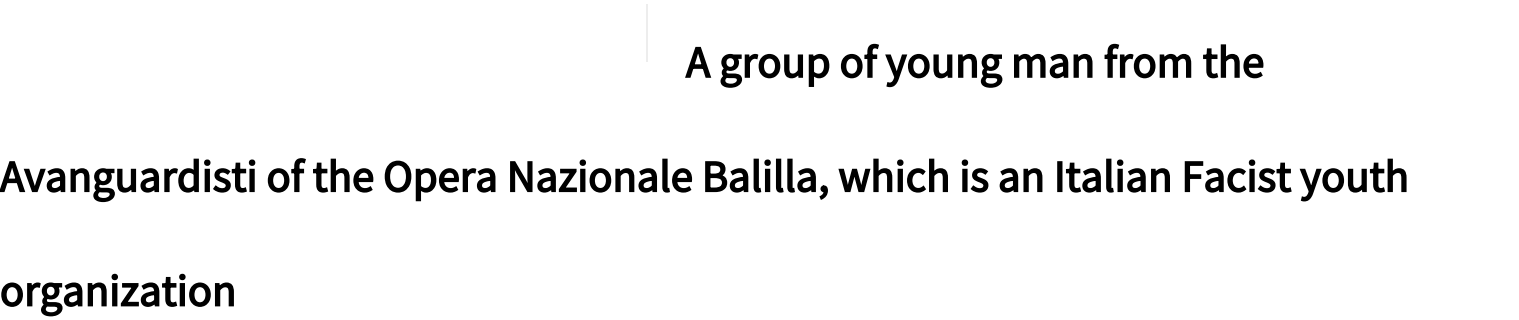 A group of young man from the
Avanguardisti of the Opera Nazionale Balilla, which is an Italian Facist youth
organization